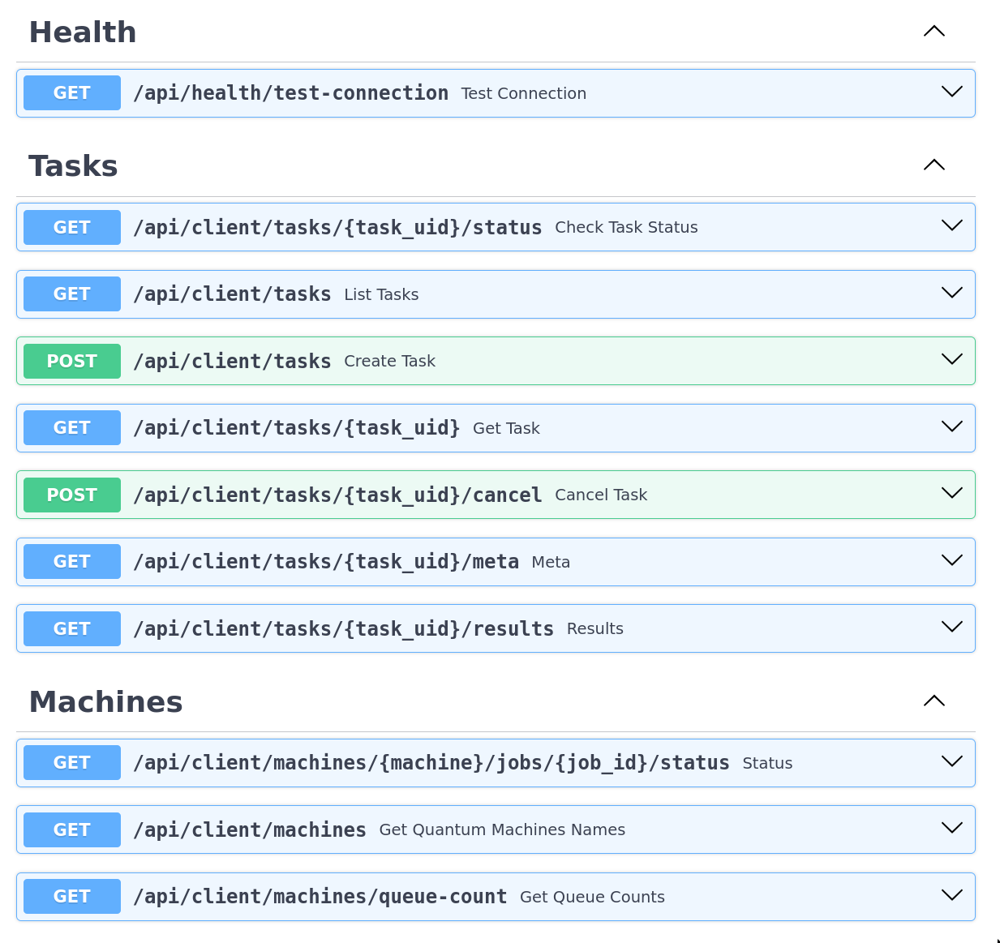 Health
GET /api/health/test-connection Test Connection
Tasks
GET /api/client/tasks/{task_uid}/status Check Task Status
GET /api/client/tasks List Tasks
POST /api/client/tasks Create Task
GET /api/client/tasks/{task_uid} Get Task
POST /api/client/tasks/{task_uid}/cancel Cancel Task
GET /api/client/tasks/{task_uid}/meta Meta
GET /api/client/tasks/{task_uid}/results Results
Machines
GET /api/client/machines/{machine}/jobs/{job_id}/status Status
GET /api/client/machines Get Quantum Machines Names
GET /api/client/machines/queue-count Get Queue Counts